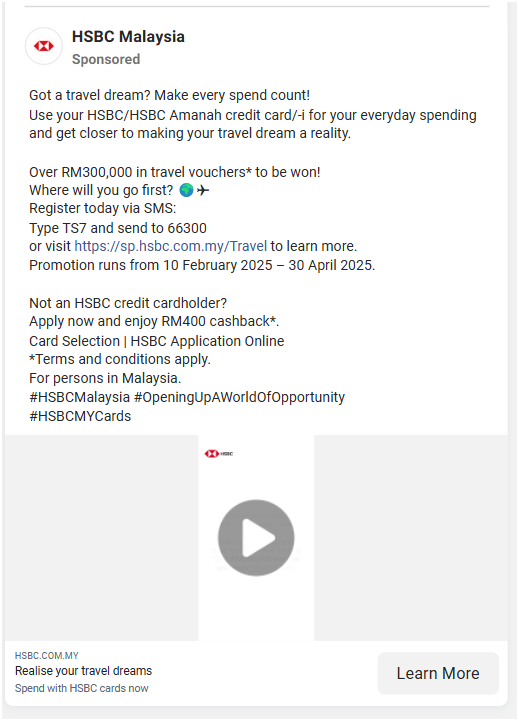 HSBC Malaysia
Sponsored
Got a travel dream? Make every spend count!
Use your HSBC/HSBC Amanah credit card/-i for your everyday spending
and get closer to making your travel dream a reality.
Over RM300,000 in travel vouchers* to be won!
Where will you go first? 🌍✈
Register today via SMS:
Type TS7 and send to 66300
or visit https://sp.hsbc.com.my/Travel to learn more.
Promotion runs from 10 February 2025 – 30 April 2025.
Not an HSBC credit cardholder?
Apply now and enjoy RM400 cashback*.
Card Selection | HSBC Application Online
*Terms and conditions apply.
For persons in Malaysia.
#HSBCMalaysia #OpeningUpAWorldOfOpportunity
#HSBCMYCards
HSBC
HSBC.COM.MY
Realise your travel dreams
Spend with HSBC cards now
Learn More